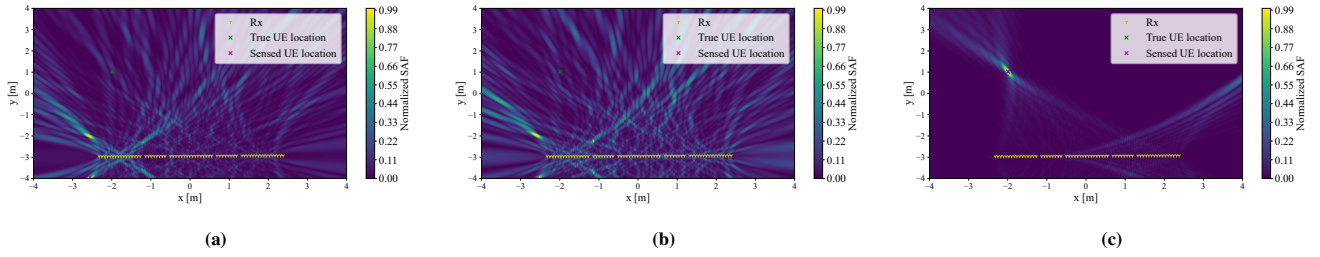 4
3
2
1
0
−1
−2
−3
−4
y [m]
−4 −3 −2 −1 0 1 2 3 4
x [m]
Rx
True UE location
Sensed UE location
0.99
0.88
0.77
0.66
0.55
0.44
0.33
0.22
0.11
0.00
Normalized SAF
(a)
4
3
2
1
0
−1
−2
−3
−4
y [m]
−4 −3 −2 −1 0 1 2 3 4
x [m]
Rx
True UE location
Sensed UE location
0.99
0.88
0.77
0.66
0.55
0.44
0.33
0.22
0.11
0.00
Normalized SAF
(b)
4
3
2
1
0
−1
−2
−3
−4
y [m]
−4 −3 −2 −1 0 1 2 3 4
x [m]
Rx
True UE location
Sensed UE location
0.99
0.88
0.77
0.66
0.55
0.44
0.33
0.22
0.11
0.00
Normalized SAF
(c)